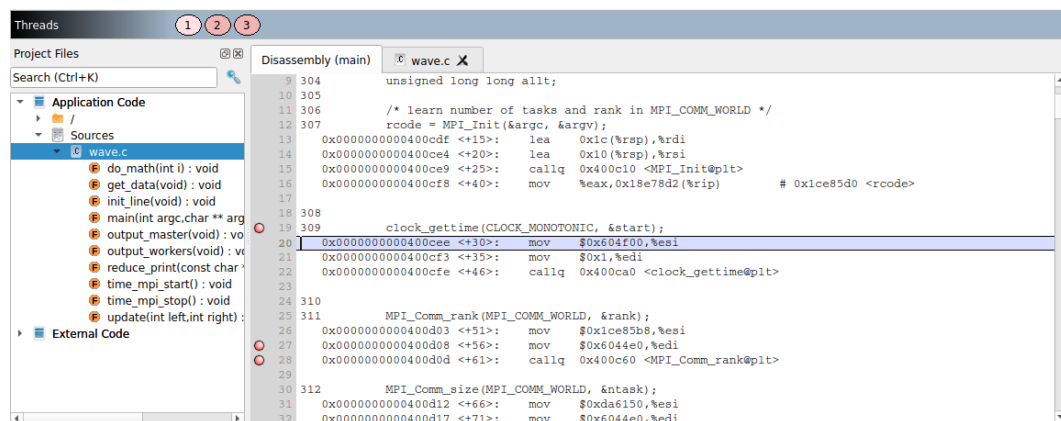 Threads 1 2 3
Project Files
Search (Ctrl+K)
Application Code
/
Sources
wave.c
do_math(int i) : void
get_data(void) : void
init_line(void) : void
main(int argc,char ** arg
output_master(void) : vo
output_workers(void) : vo
reduce_print(const char *
time_mpi_start() : void
time_mpi_stop() : void
update(int left,int right) :
External Code
Disassembly (main) wave.c
9 304 unsigned long long allt;
10 305
11 306 /* learn number of tasks and rank in MPI_COMM_WORLD */
12 307 rcode = MPI_Init(&argc, &argv);
13 0x0000000000400cdf <+15>: lea 0x1c(%rsp),%rdi
14 0x0000000000400ce4 <+20>: lea 0x10(%rsp),%rsi
15 0x0000000000400ce9 <+25>: callq 0x400c10 <MPI_Init@plt>
16 0x0000000000400cf8 <+40>: mov %eax,0x18e78d2(%rip) # 0x1ce85d0 <rcode>
17
18 308
19 309 clock_gettime(CLOCK_MONOTONIC, &start);
20 0x0000000000400cee <+30>: mov $0x604f00,%esi
21 0x0000000000400cf3 <+35>: mov $0x1,%edi
22 0x0000000000400cfe <+46>: callq 0x400ca0 <clock_gettime@plt>
23
24 310
25 311 MPI_Comm_rank(MPI_COMM_WORLD, &rank);
26 0x0000000000400d03 <+51>: mov $0x1ce85b8,%esi
27 0x0000000000400d08 <+56>: mov $0x6044e0,%edi
28 0x0000000000400d0d <+61>: callq 0x400c60 <MPI_Comm_rank@plt>
29
30 312 MPI_Comm_size(MPI_COMM_WORLD, &ntask);
31 0x0000000000400d12 <+66>: mov $0xda6150,%esi
32 0x0000000000400d17 <+71>: mov $0x6044e0,%edi